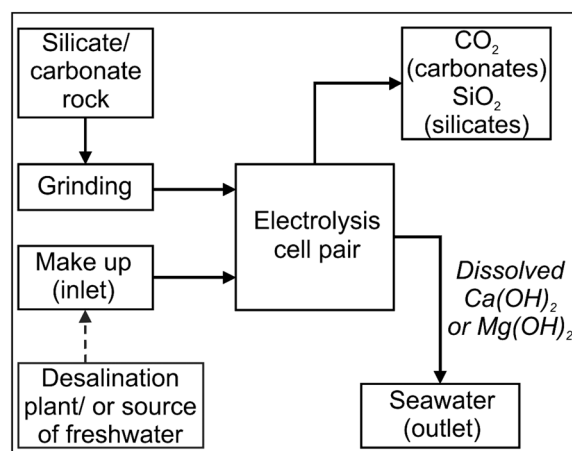 Silicate/
carbonate
rock
CO₂
(carbonates)
SiO₂
(silicates)
Grinding
Electrolysis
cell pair
Make up
(inlet)
Dissolved
Ca(OH)₂
or Mg(OH)₂
Desalination
plant/ or source
of freshwater
Seawater
(outlet)